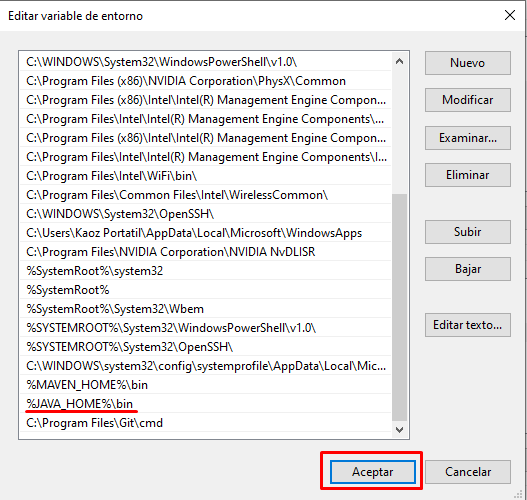 Editar variable de entorno
C:\WINDOWS\System32\WindowsPowerShell\v1.0\
C:\Program Files (x86)\NVIDIA Corporation\PhysX\Common
C:\Program Files (x86)\Intel\Intel(R) Management Engine Compon...
C:\Program Files\Intel\Intel(R) Management Engine Components\...
C:\Program Files (x86)\Intel\Intel(R) Management Engine Compon...
C:\Program Files\Intel\Intel(R) Management Engine Components\I...
C:\Program Files\Intel\WiFi\bin\
C:\Program Files\Common Files\Intel\WirelessCommon\
C:\WINDOWS\System32\OpenSSH\
C:\Users\Kaoz Portatil\AppData\Local\Microsoft\WindowsApps
C:\Program Files\NVIDIA Corporation\NVIDIA NvDLISR
%SystemRoot%\system32
%SystemRoot%
%SystemRoot%\System32\Wbem
%SYSTEMROOT%\System32\WindowsPowerShell\v1.0\
%SYSTEMROOT%\System32\OpenSSH\
C:\WINDOWS\system32\config\systemprofile\AppData\Local\Mic...
%MAVEN_HOME%\bin
%JAVA_HOME%\bin
C:\Program Files\Git\cmd
Nuevo
Modificar
Examinar...
Eliminar
Subir
Bajar
Editar texto...
Aceptar
Cancelar